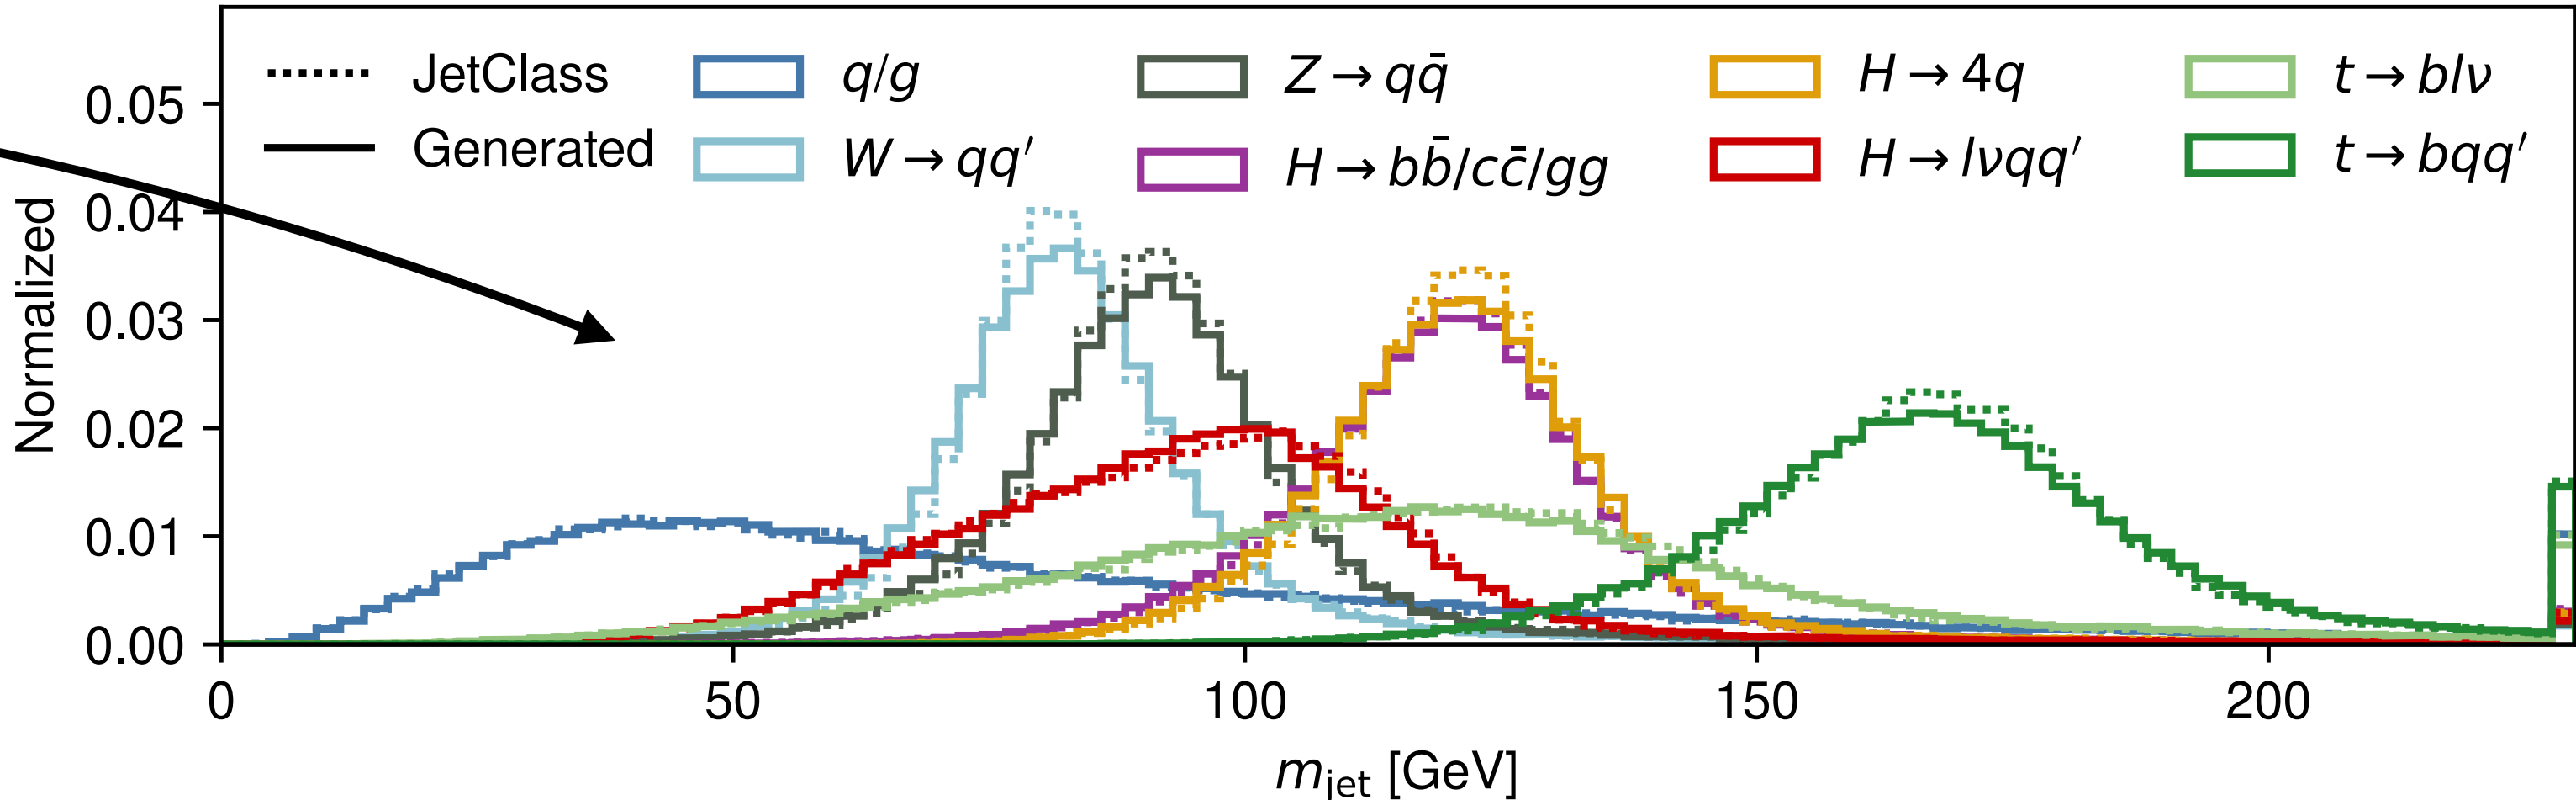 JetClass
Generated
q/g
W → qq′
Z → qq̄
H → bb̄/cc̄/gg
H → 4q
H → lνqq′
t → blν
t → bqq′
Normalized
0.05
0.04
0.03
0.02
0.01
0.00
0 50 100 150 200
m_jet [GeV]